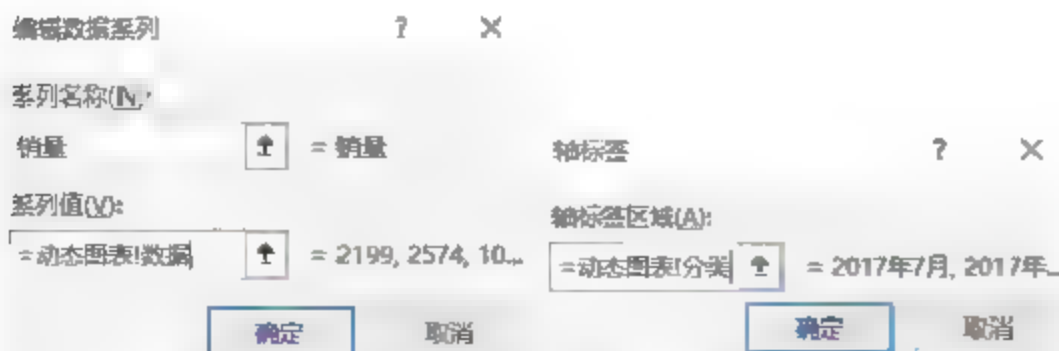 编辑数据系列 ? ×
系列名称(N):
销量 = 销量
系列值(V):
=动态图表!数据 = 2199, 2574, 10...
确定 取消
轴标签 ? ×
轴标签区域(A):
=动态图表!分类 = 2017年7月, 2017年...
确定 取消